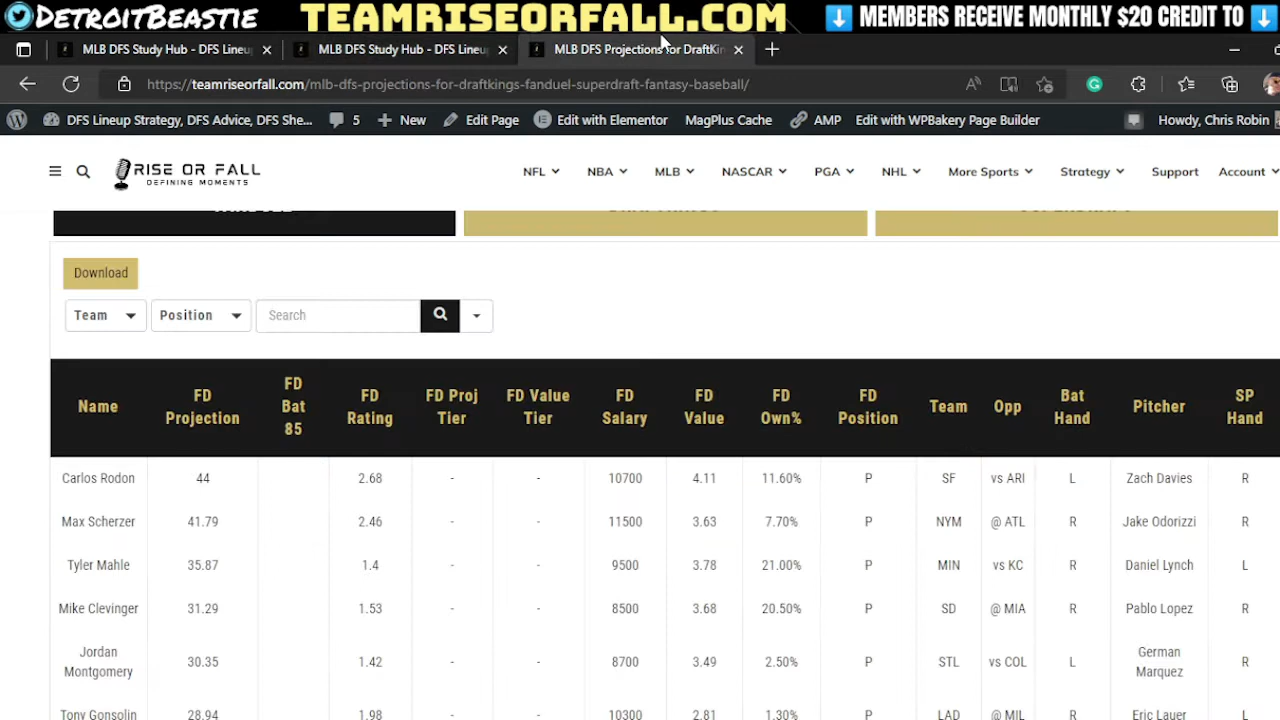 DetroitBeastie TEAMRISEORFALL.COM MEMBERS RECEIVE MONTHLY $20 CREDIT TO
MLB DFS Study Hub - DFS Lineu MLB DFS Study Hub - DFS Lineu MLB DFS Projections for DraftKin
https://teamriseorfall.com/mlb-dfs-projections-for-draftkings-fanduel-superdraft-fantasy-baseball/
DFS Lineup Strategy, DFS Advice, DFS She... 5 New Edit Page Edit with Elementor MagPlus Cache AMP Edit with WPBakery Page Builder Howdy, Chris Robin
RISE OR FALL
DEFINING MOMENTS
NFL NBA MLB NASCAR PGA NHL More Sports Strategy Support Account
Download
Team Position Search
Name FD Projection FD Bat 85 FD Rating FD Proj Tier FD Value Tier FD Salary FD Value FD Own% FD Position Team Opp Bat Hand Pitcher SP Hand
Carlos Rodon 44 2.68 - - 10700 4.11 11.60% P SF vs ARI L Zach Davies R
Max Scherzer 41.79 2.46 - - 11500 3.63 7.70% P NYM @ ATL R Jake Odorizzi R
Tyler Mahle 35.87 1.4 - - 9500 3.78 21.00% P MIN vs KC R Daniel Lynch L
Mike Clevinger 31.29 1.53 - - 8500 3.68 20.50% P SD @ MIA R Pablo Lopez R
Jordan Montgomery 30.35 1.42 - - 8700 3.49 2.50% P STL vs COL L German Marquez R
Tony Gonsolin 28.94 1.98 - - 10300 2.81 1.30% P LAD @ MIL R Eric Lauer L